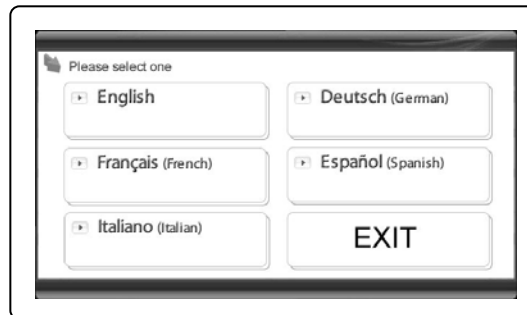 Please select one
English
Deutsch (German)
Français (French)
Español (Spanish)
Italiano (Italian)
EXIT